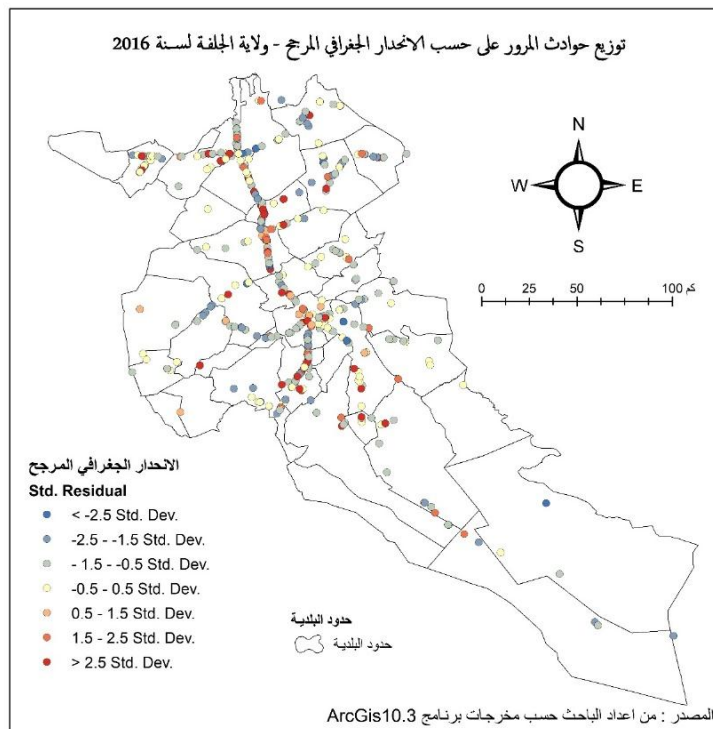 توزيع حوادث المرور على حسب الانحدار الجغرافي المرجح - ولاية الجلفة لسنة 2016
N
W E
S
0 25 50 100 كم
الانحدار الجغرافي المرجح
Std. Residual
< -2.5 Std. Dev.
-2.5 - -1.5 Std. Dev.
- 1.5 - -0.5 Std. Dev.
-0.5 - 0.5 Std. Dev.
0.5 - 1.5 Std. Dev.
1.5 - 2.5 Std. Dev.
> 2.5 Std. Dev.
حدود البلدية
حدود البلدية
المصدر : من اعداد الباحث حسب مخرجات برنامج ArcGis10.3